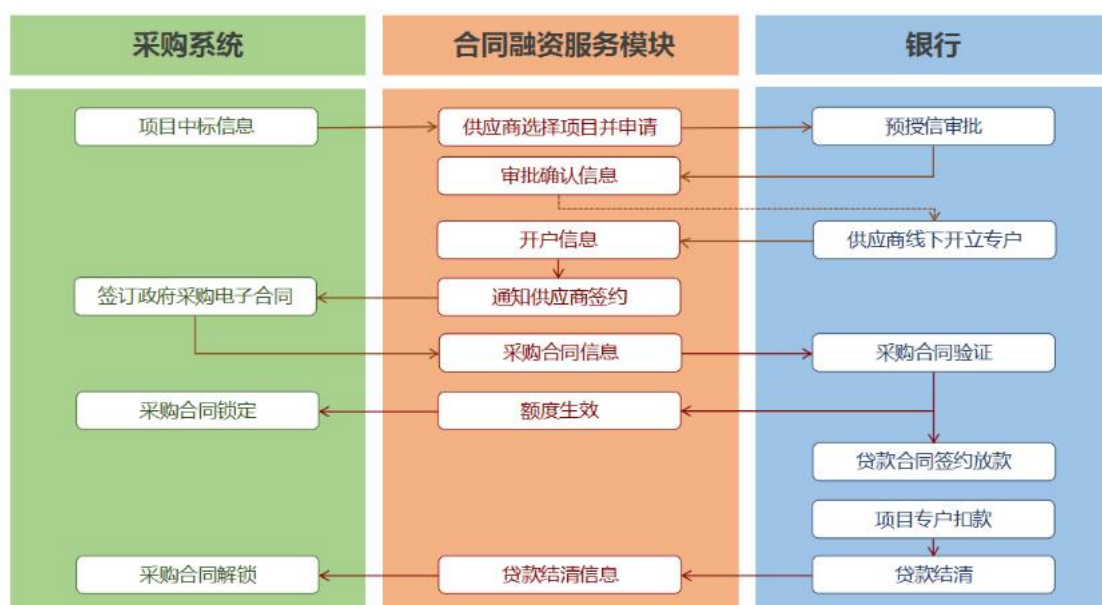 采购系统
合同融资服务模块
银行
项目中标信息
供应商选择项目并申请
预授信审批
审批确认信息
开户信息
供应商线下开立专户
签订政府采购电子合同
通知供应商签约
采购合同信息
采购合同验证
采购合同锁定
额度生效
贷款合同签约放款
项目专户扣款
采购合同解锁
贷款结清信息
贷款结清